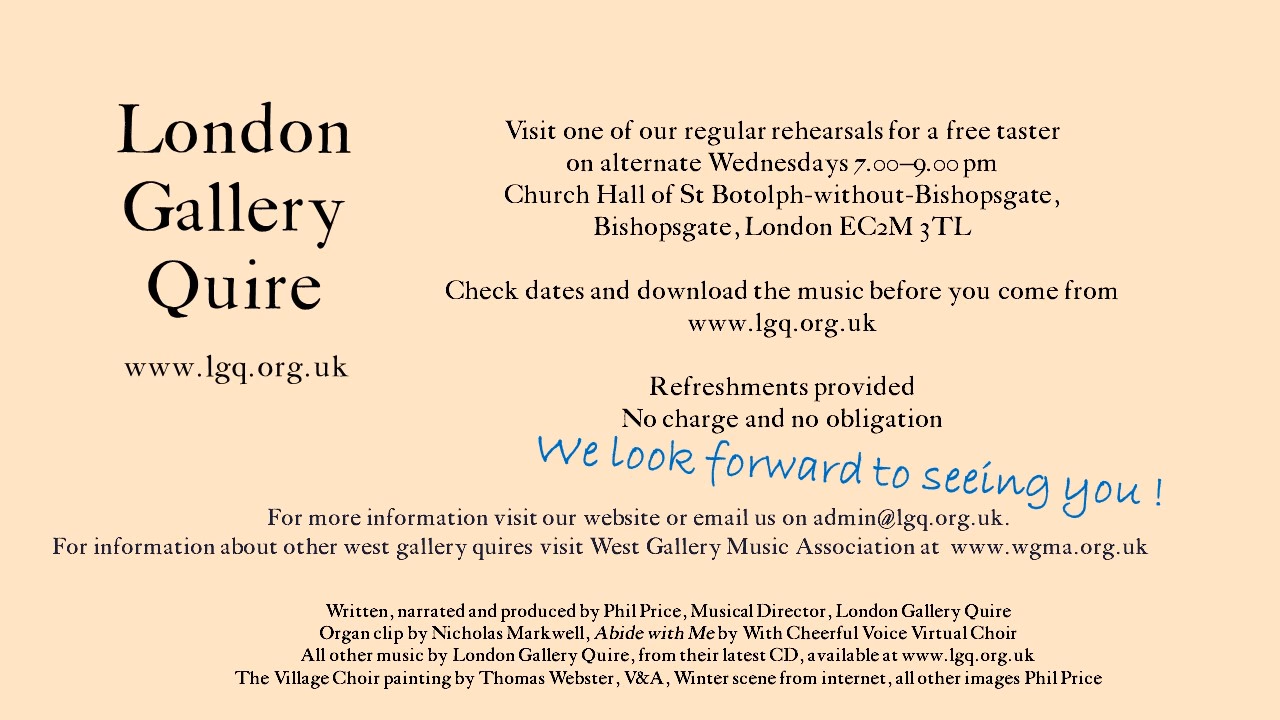 London
Gallery
Quire
www.lgq.org.uk
Visit one of our regular rehearsals for a free taster
on alternate Wednesdays 7.00–9.00 pm
Church Hall of St Botolph-without-Bishopsgate,
Bishopsgate, London EC2M 3TL
Check dates and download the music before you come from
www.lgq.org.uk
Refreshments provided
No charge and no obligation
We look forward to seeing you !
For more information visit our website or email us on admin@lgq.org.uk.
For information about other west gallery quires visit West Gallery Music Association at www.wgma.org.uk
Written, narrated and produced by Phil Price, Musical Director, London Gallery Quire
Organ clip by Nicholas Markwell, Abide with Me by With Cheerful Voice Virtual Choir
All other music by London Gallery Quire, from their latest CD, available at www.lgq.org.uk
The Village Choir painting by Thomas Webster, V&A, Winter scene from internet, all other images Phil Price